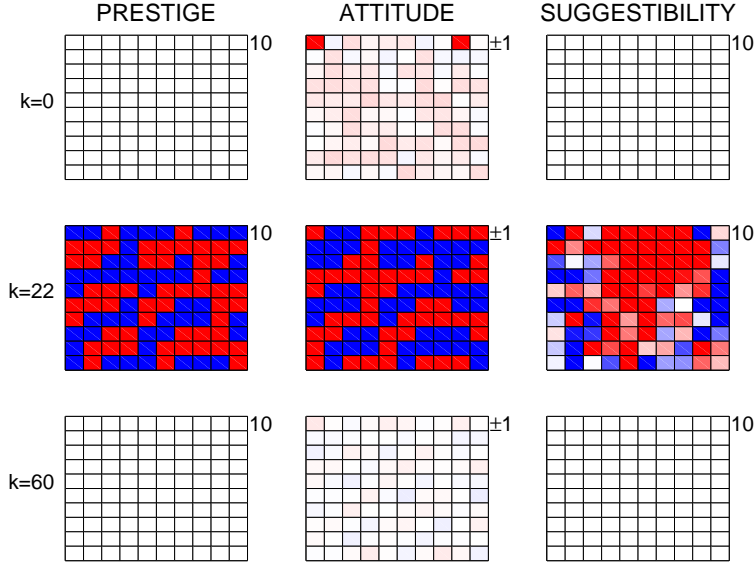 PRESTIGE ATTITUDE SUGGESTIBILITY
10 ±1 10
k=0
10 ±1 10
k=22
10 ±1 10
k=60